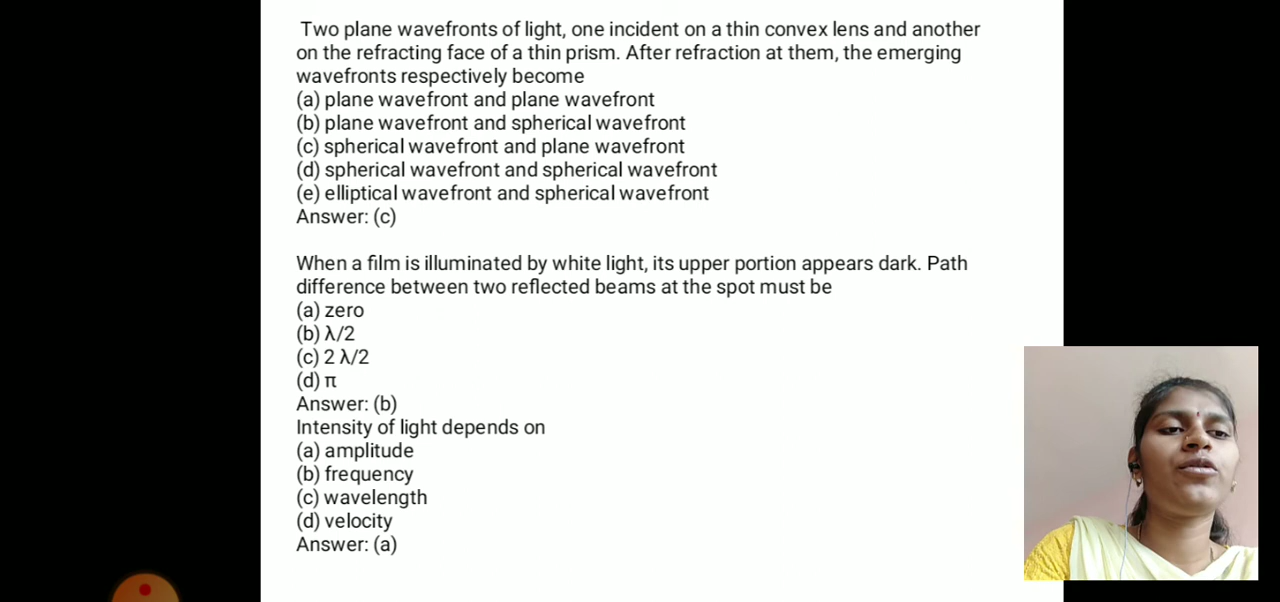 Two plane wavefronts of light, one incident on a thin convex lens and another
on the refracting face of a thin prism. After refraction at them, the emerging
wavefronts respectively become
(a) plane wavefront and plane wavefront
(b) plane wavefront and spherical wavefront
(c) spherical wavefront and plane wavefront
(d) spherical wavefront and spherical wavefront
(e) elliptical wavefront and spherical wavefront
Answer: (c)
When a film is illuminated by white light, its upper portion appears dark. Path
difference between two reflected beams at the spot must be
(a) zero
(b) λ/2
(c) 2 λ/2
(d) π
Answer: (b)
Intensity of light depends on
(a) amplitude
(b) frequency
(c) wavelength
(d) velocity
Answer: (a)